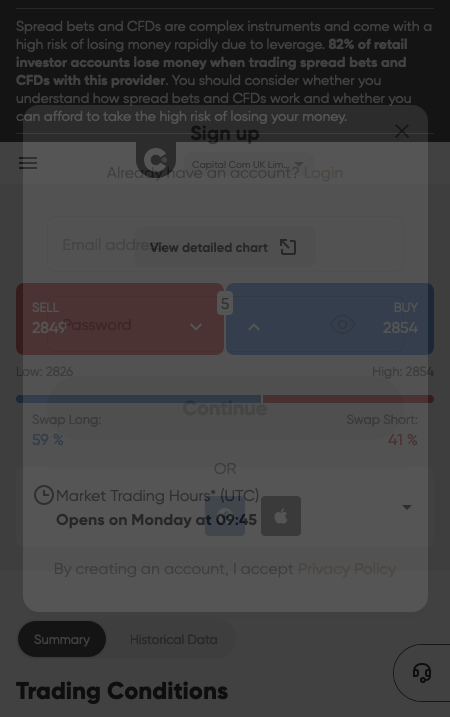 Spread bets and CFDs are complex instruments and come with a
high risk of losing money rapidly due to leverage. 82% of retail
investor accounts lose money when trading spread bets and
CFDs with this provider. You should consider whether you
understand how spread bets and CFDs work and whether you
can afford to take the high risk of losing your money.
Sign up
Capital Com UK Lim...
Already have an account? Login
Email address
View detailed chart
5
SELL
BUY
2849
2854
Password
Low: 2826
High: 2854
Continue
Swap Long:
Swap Short:
59 %
41 %
OR
Market Trading Hours* (UTC)
Opens on Monday at 09:45
By creating an account, I accept Privacy Policy
Summary
Historical Data
Trading Conditions